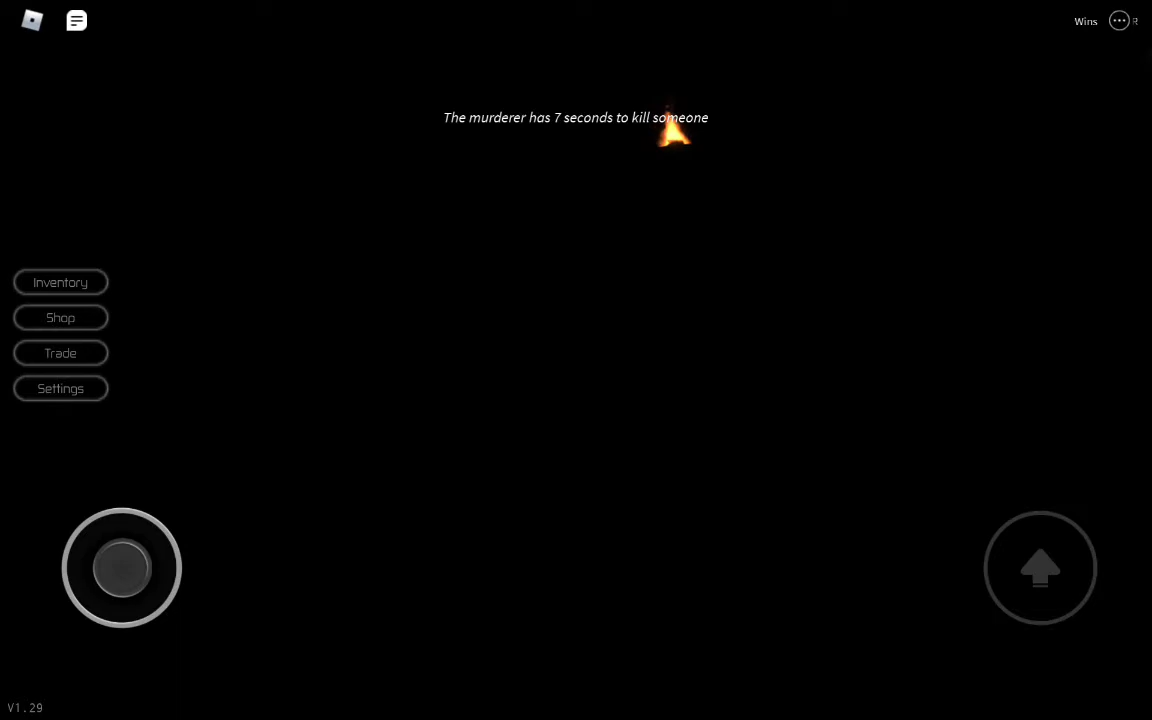 Wins
R
The murderer has 7 seconds to kill someone
Inventory
Shop
Trade
Settings
V1.29